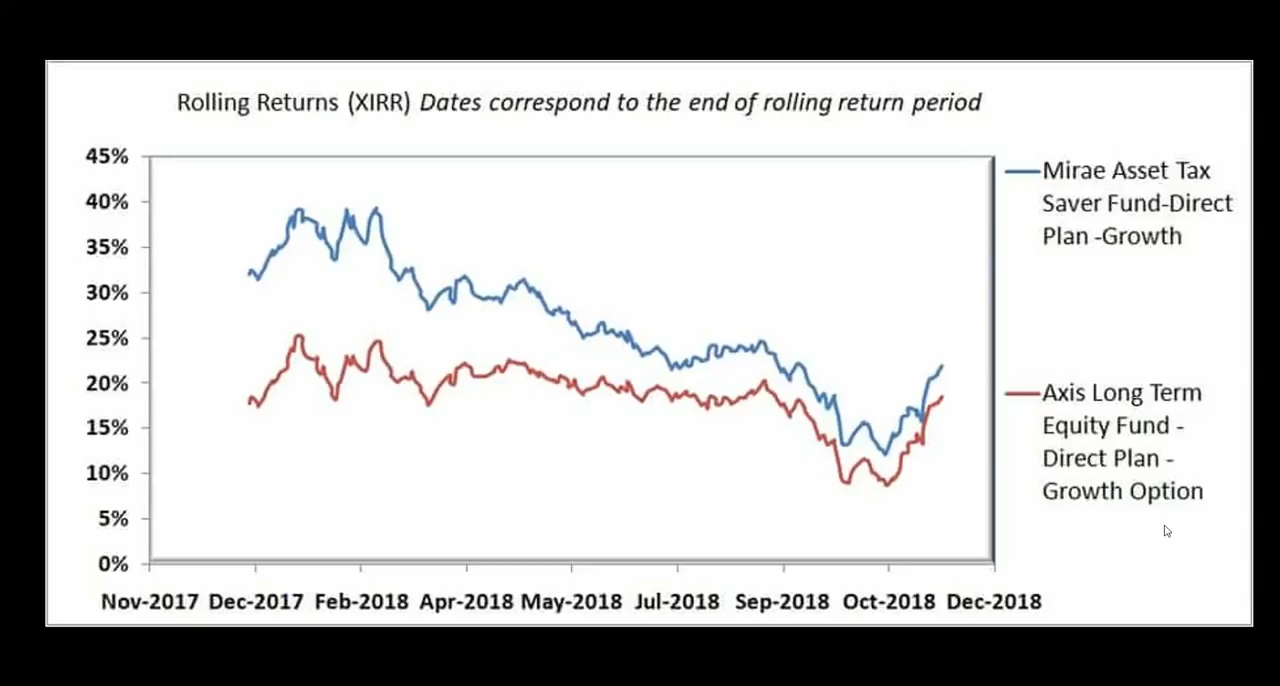 Rolling Returns (XIRR) Dates correspond to the end of rolling return period
45%
40%
35%
30%
25%
20%
15%
10%
5%
0%
Nov-2017 Dec-2017 Feb-2018 Apr-2018 May-2018 Jul-2018 Sep-2018 Oct-2018 Dec-2018
Mirae Asset Tax
Saver Fund-Direct
Plan -Growth
Axis Long Term
Equity Fund -
Direct Plan -
Growth Option